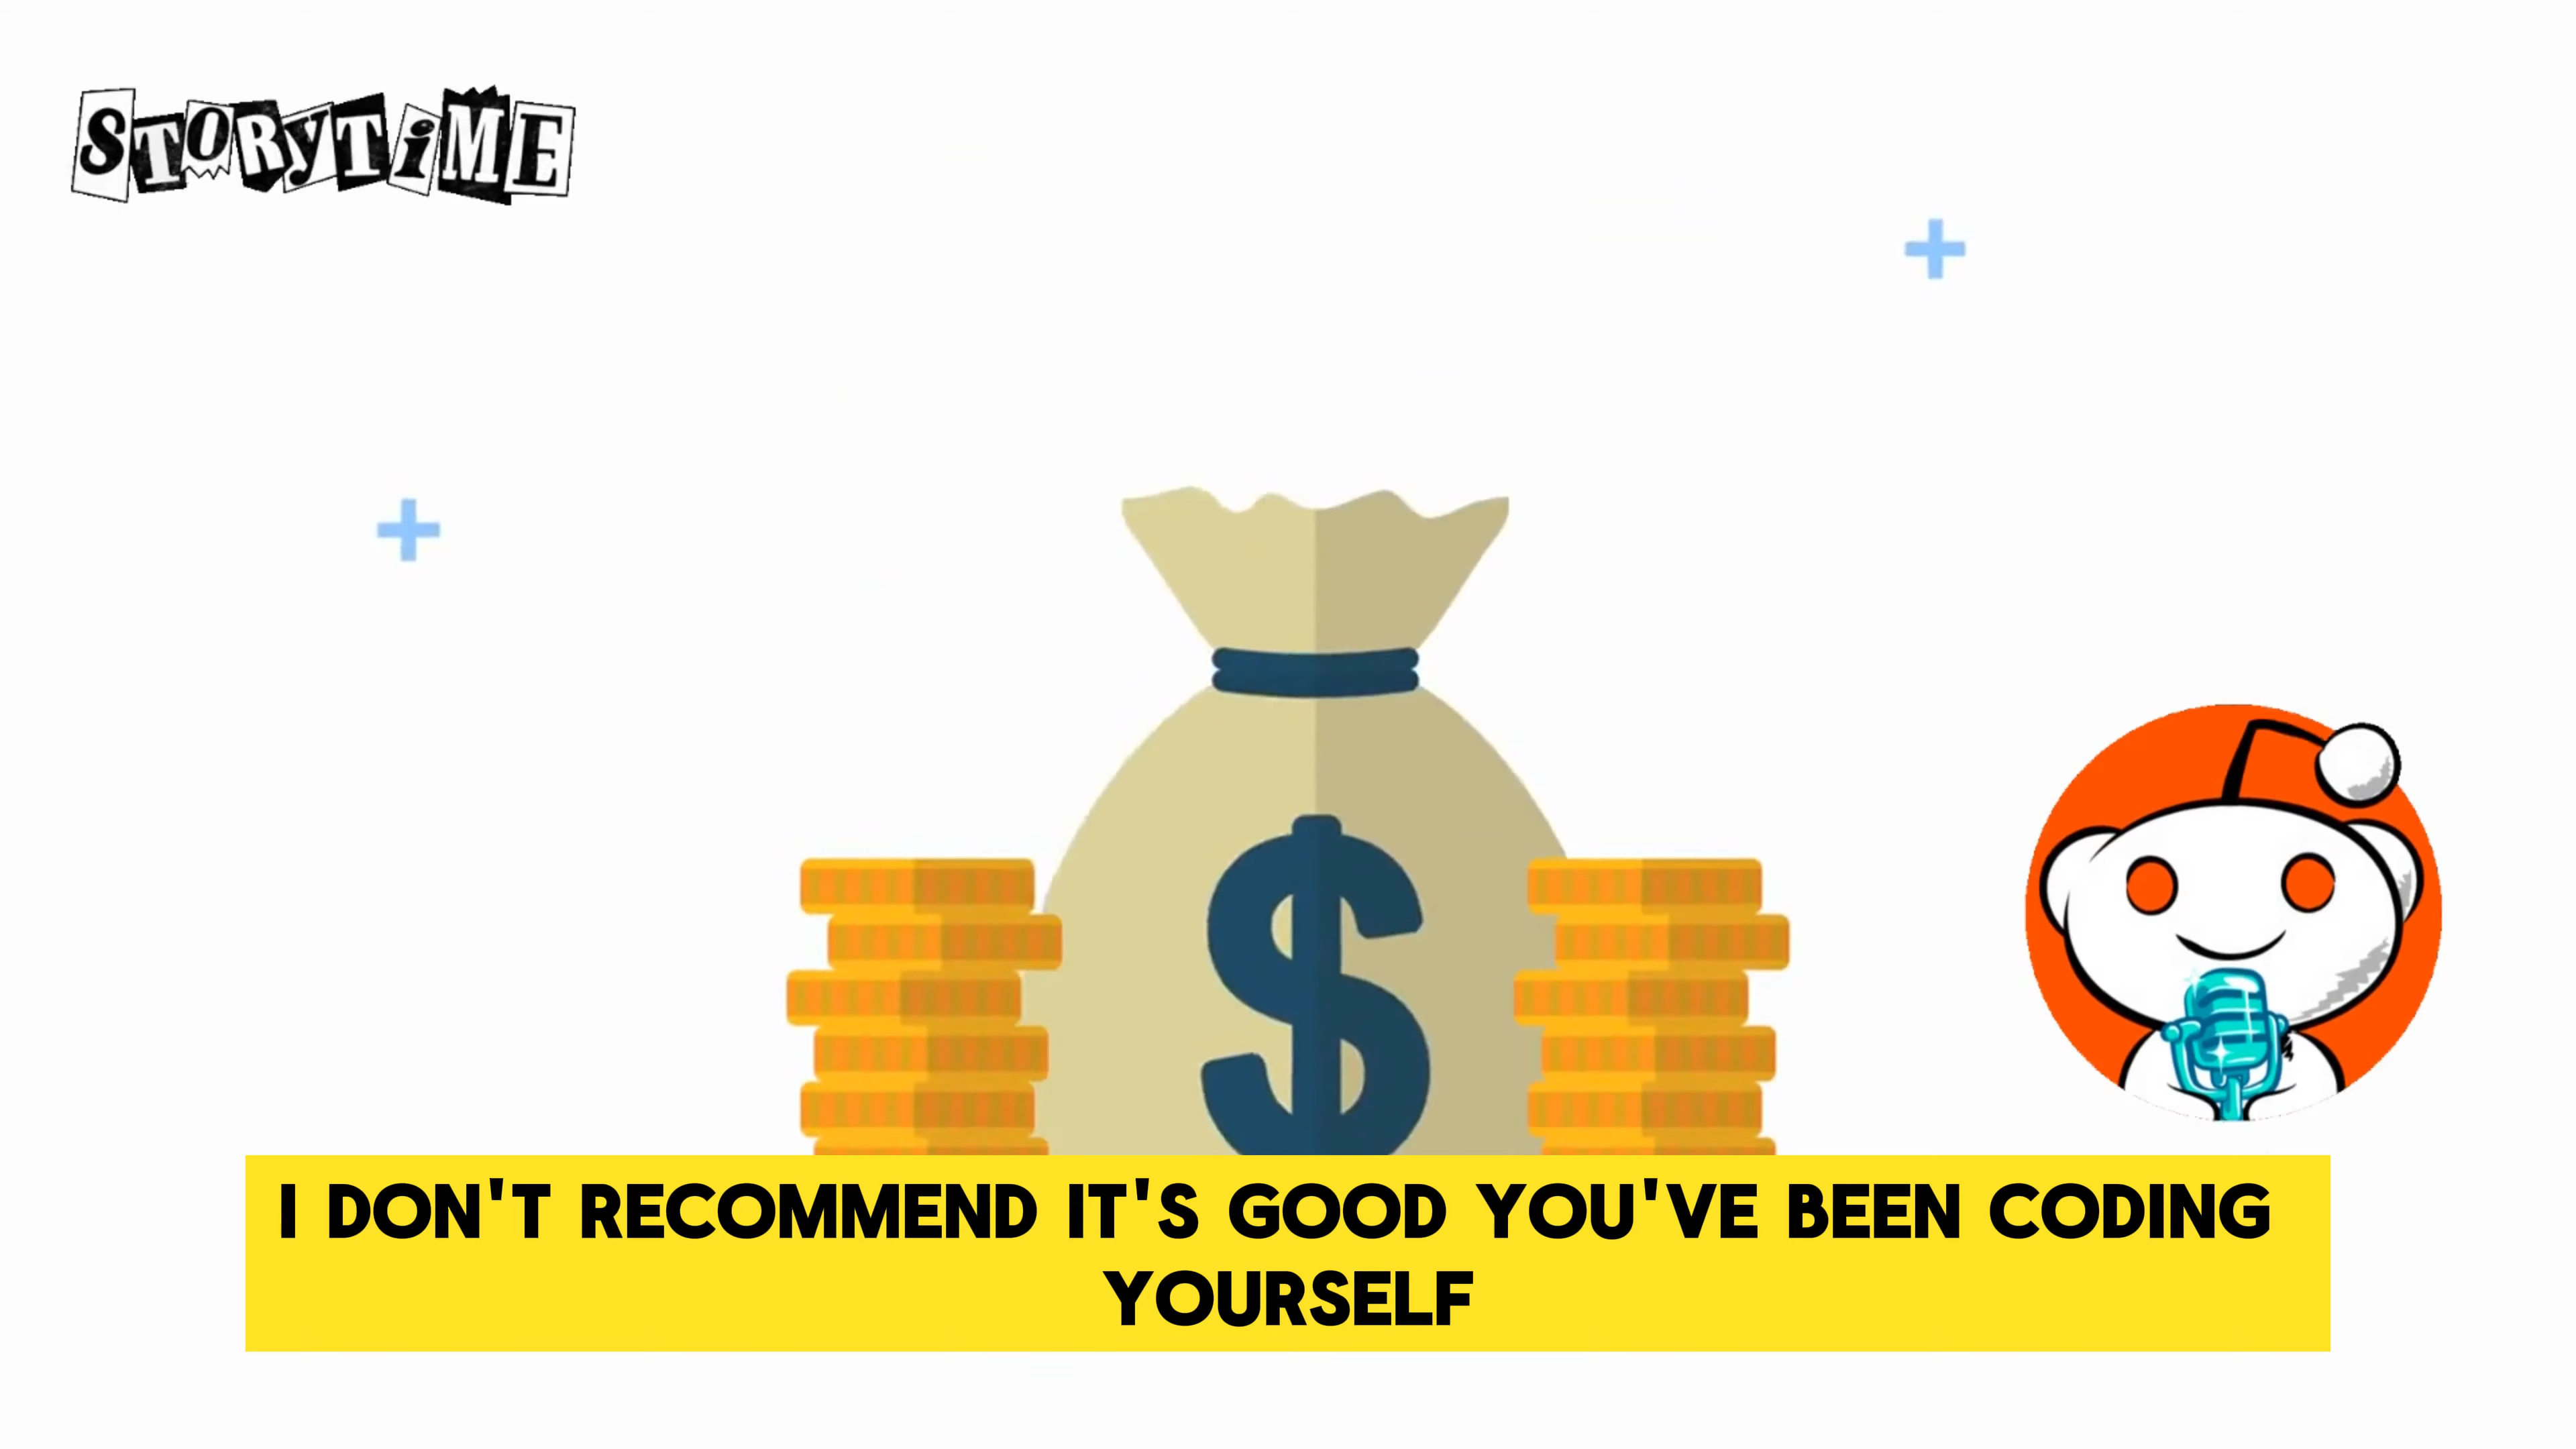 STORYTiME
$
I DON'T RECOMMEND IT'S GOOD YOU'VE BEEN CODING
YOURSELF